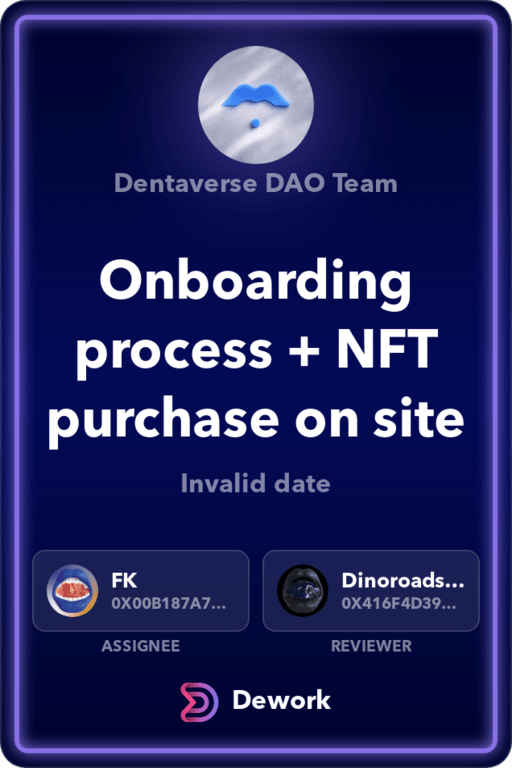 Dentaverse DAO Team
Onboarding
process + NFT
purchase on site
Invalid date
FK
0X00B187A7...
Dinoroads...
0X416F4D39...
ASSIGNEE
REVIEWER
Dework